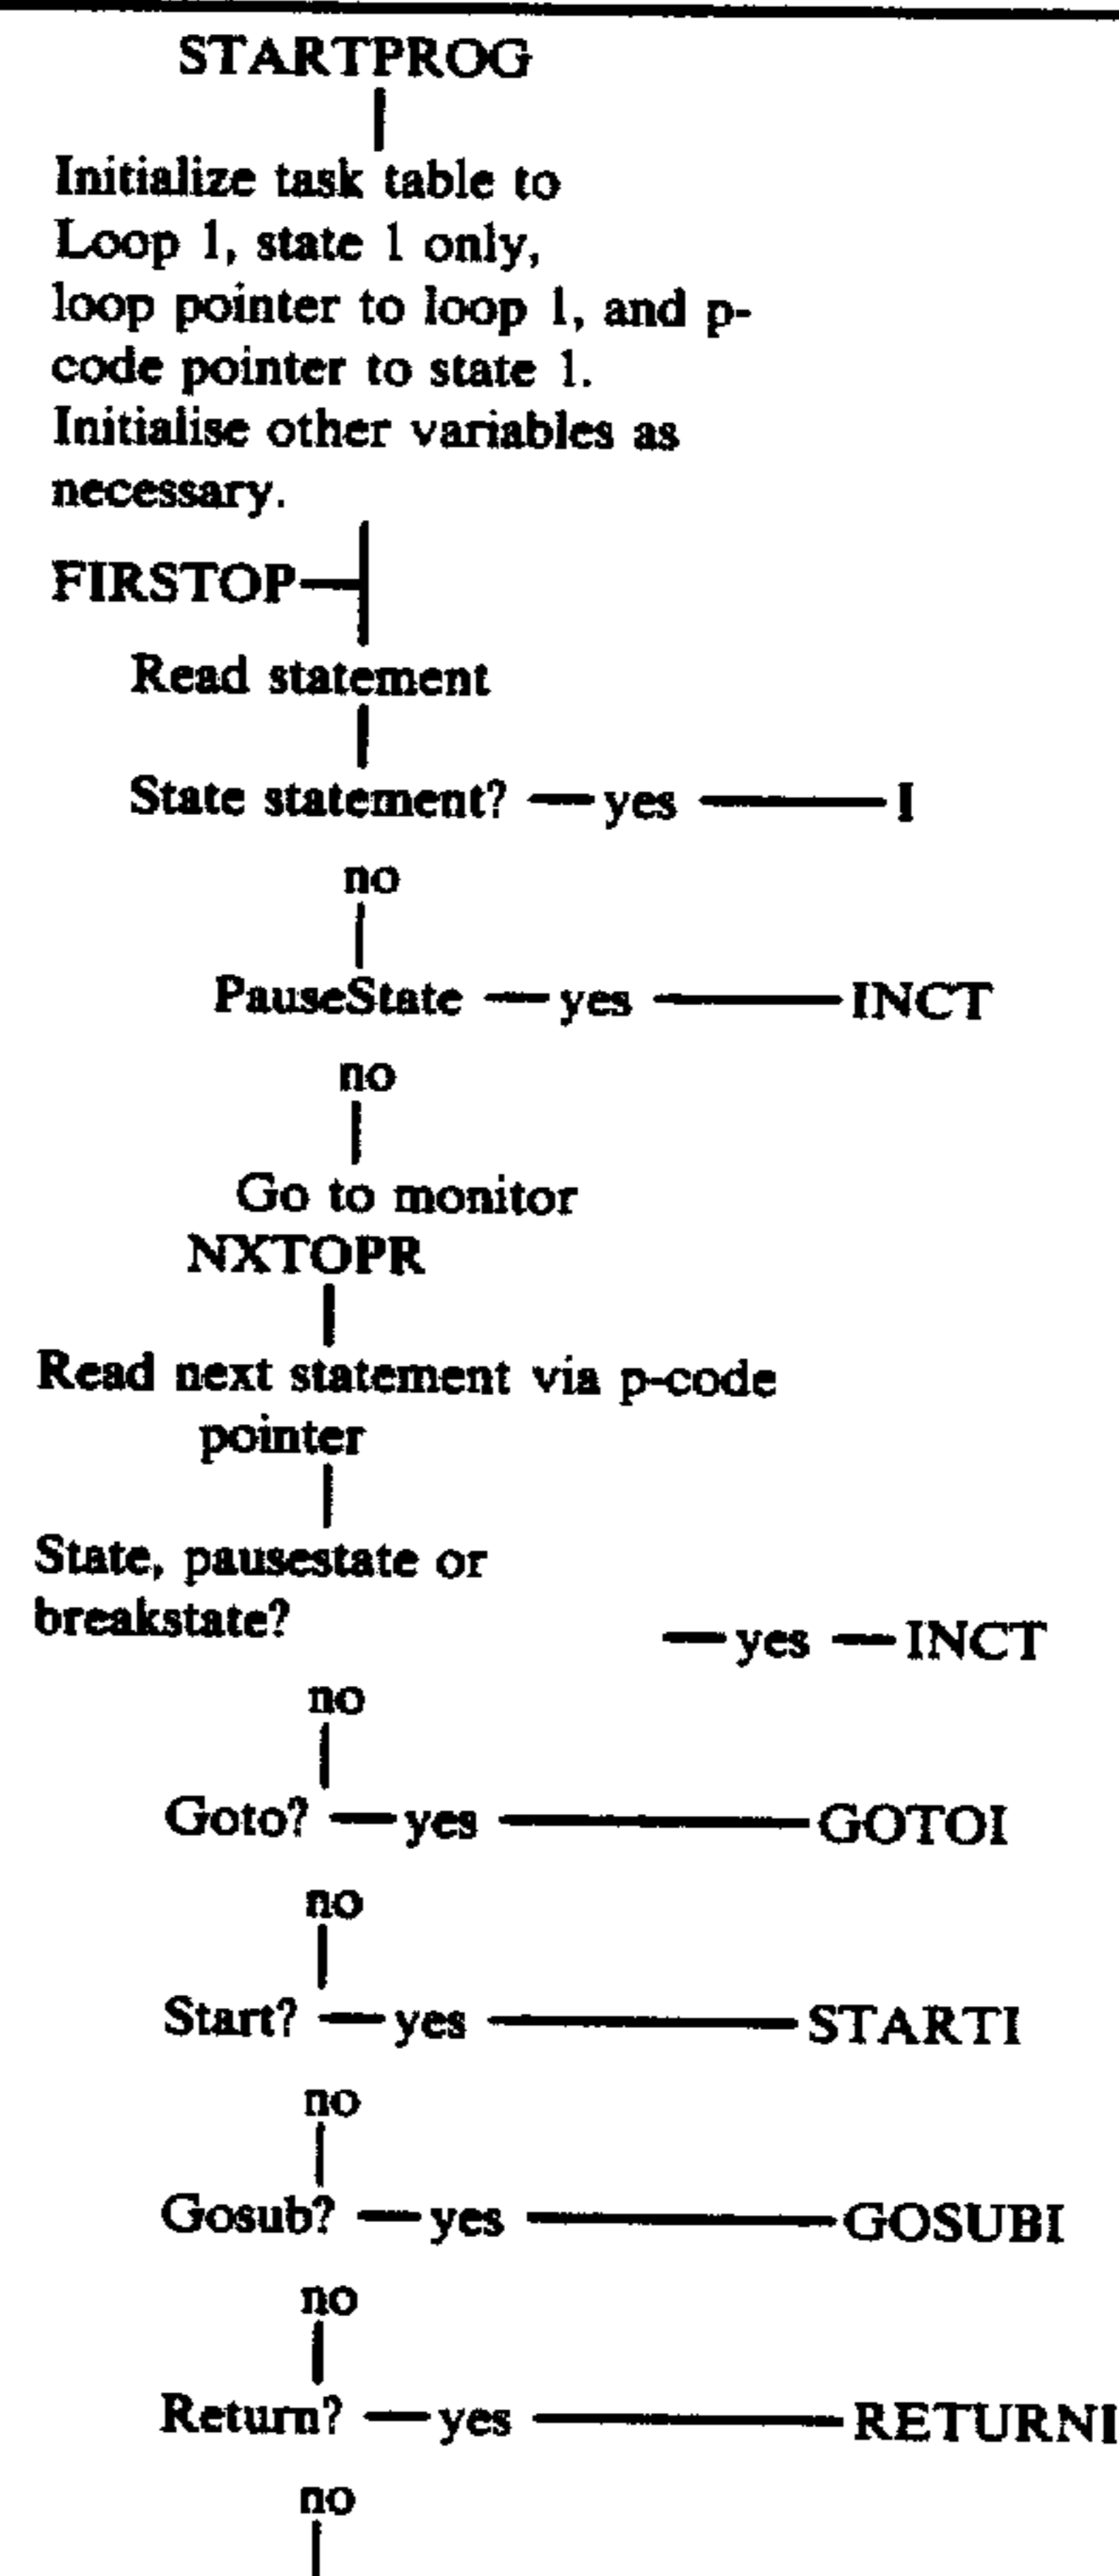 STARTPROG
Initialize task table to
Loop 1, state 1 only,
loop pointer to loop 1, and p-
code pointer to state 1.
Initialise other variables as
necessary.
FIRSTOP
Read statement
State statement? yes I
no
PauseState yes INCT
no
Go to monitor
NXTOPR
Read next statement via p-code
pointer
State, pausestate or
breakstate?
yes INCT
no
Goto? yes GOTOI
no
Start? yes STARTI
no
Gosub? yes GOSUBI
no
Return? yes RETURNI
no